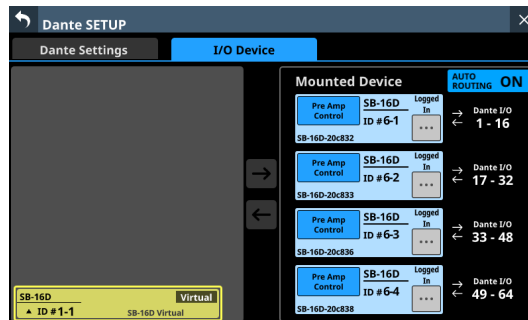 Dante SETUP
Dante Settings
I/O Device
Mounted Device
AUTO ROUTING ON
Pre Amp Control
SB-16D
ID #6-1
Logged In
...
SB-16D-20c832
Dante I/O
1 - 16
Pre Amp Control
SB-16D
ID #6-2
Logged In
...
SB-16D-20c833
Dante I/O
17 - 32
Pre Amp Control
SB-16D
ID #6-3
Logged In
...
SB-16D-20c836
Dante I/O
33 - 48
Pre Amp Control
SB-16D
ID #6-4
Logged In
...
SB-16D-20c838
Dante I/O
49 - 64
SB-16D
Virtual
ID #1-1
SB-16D Virtual